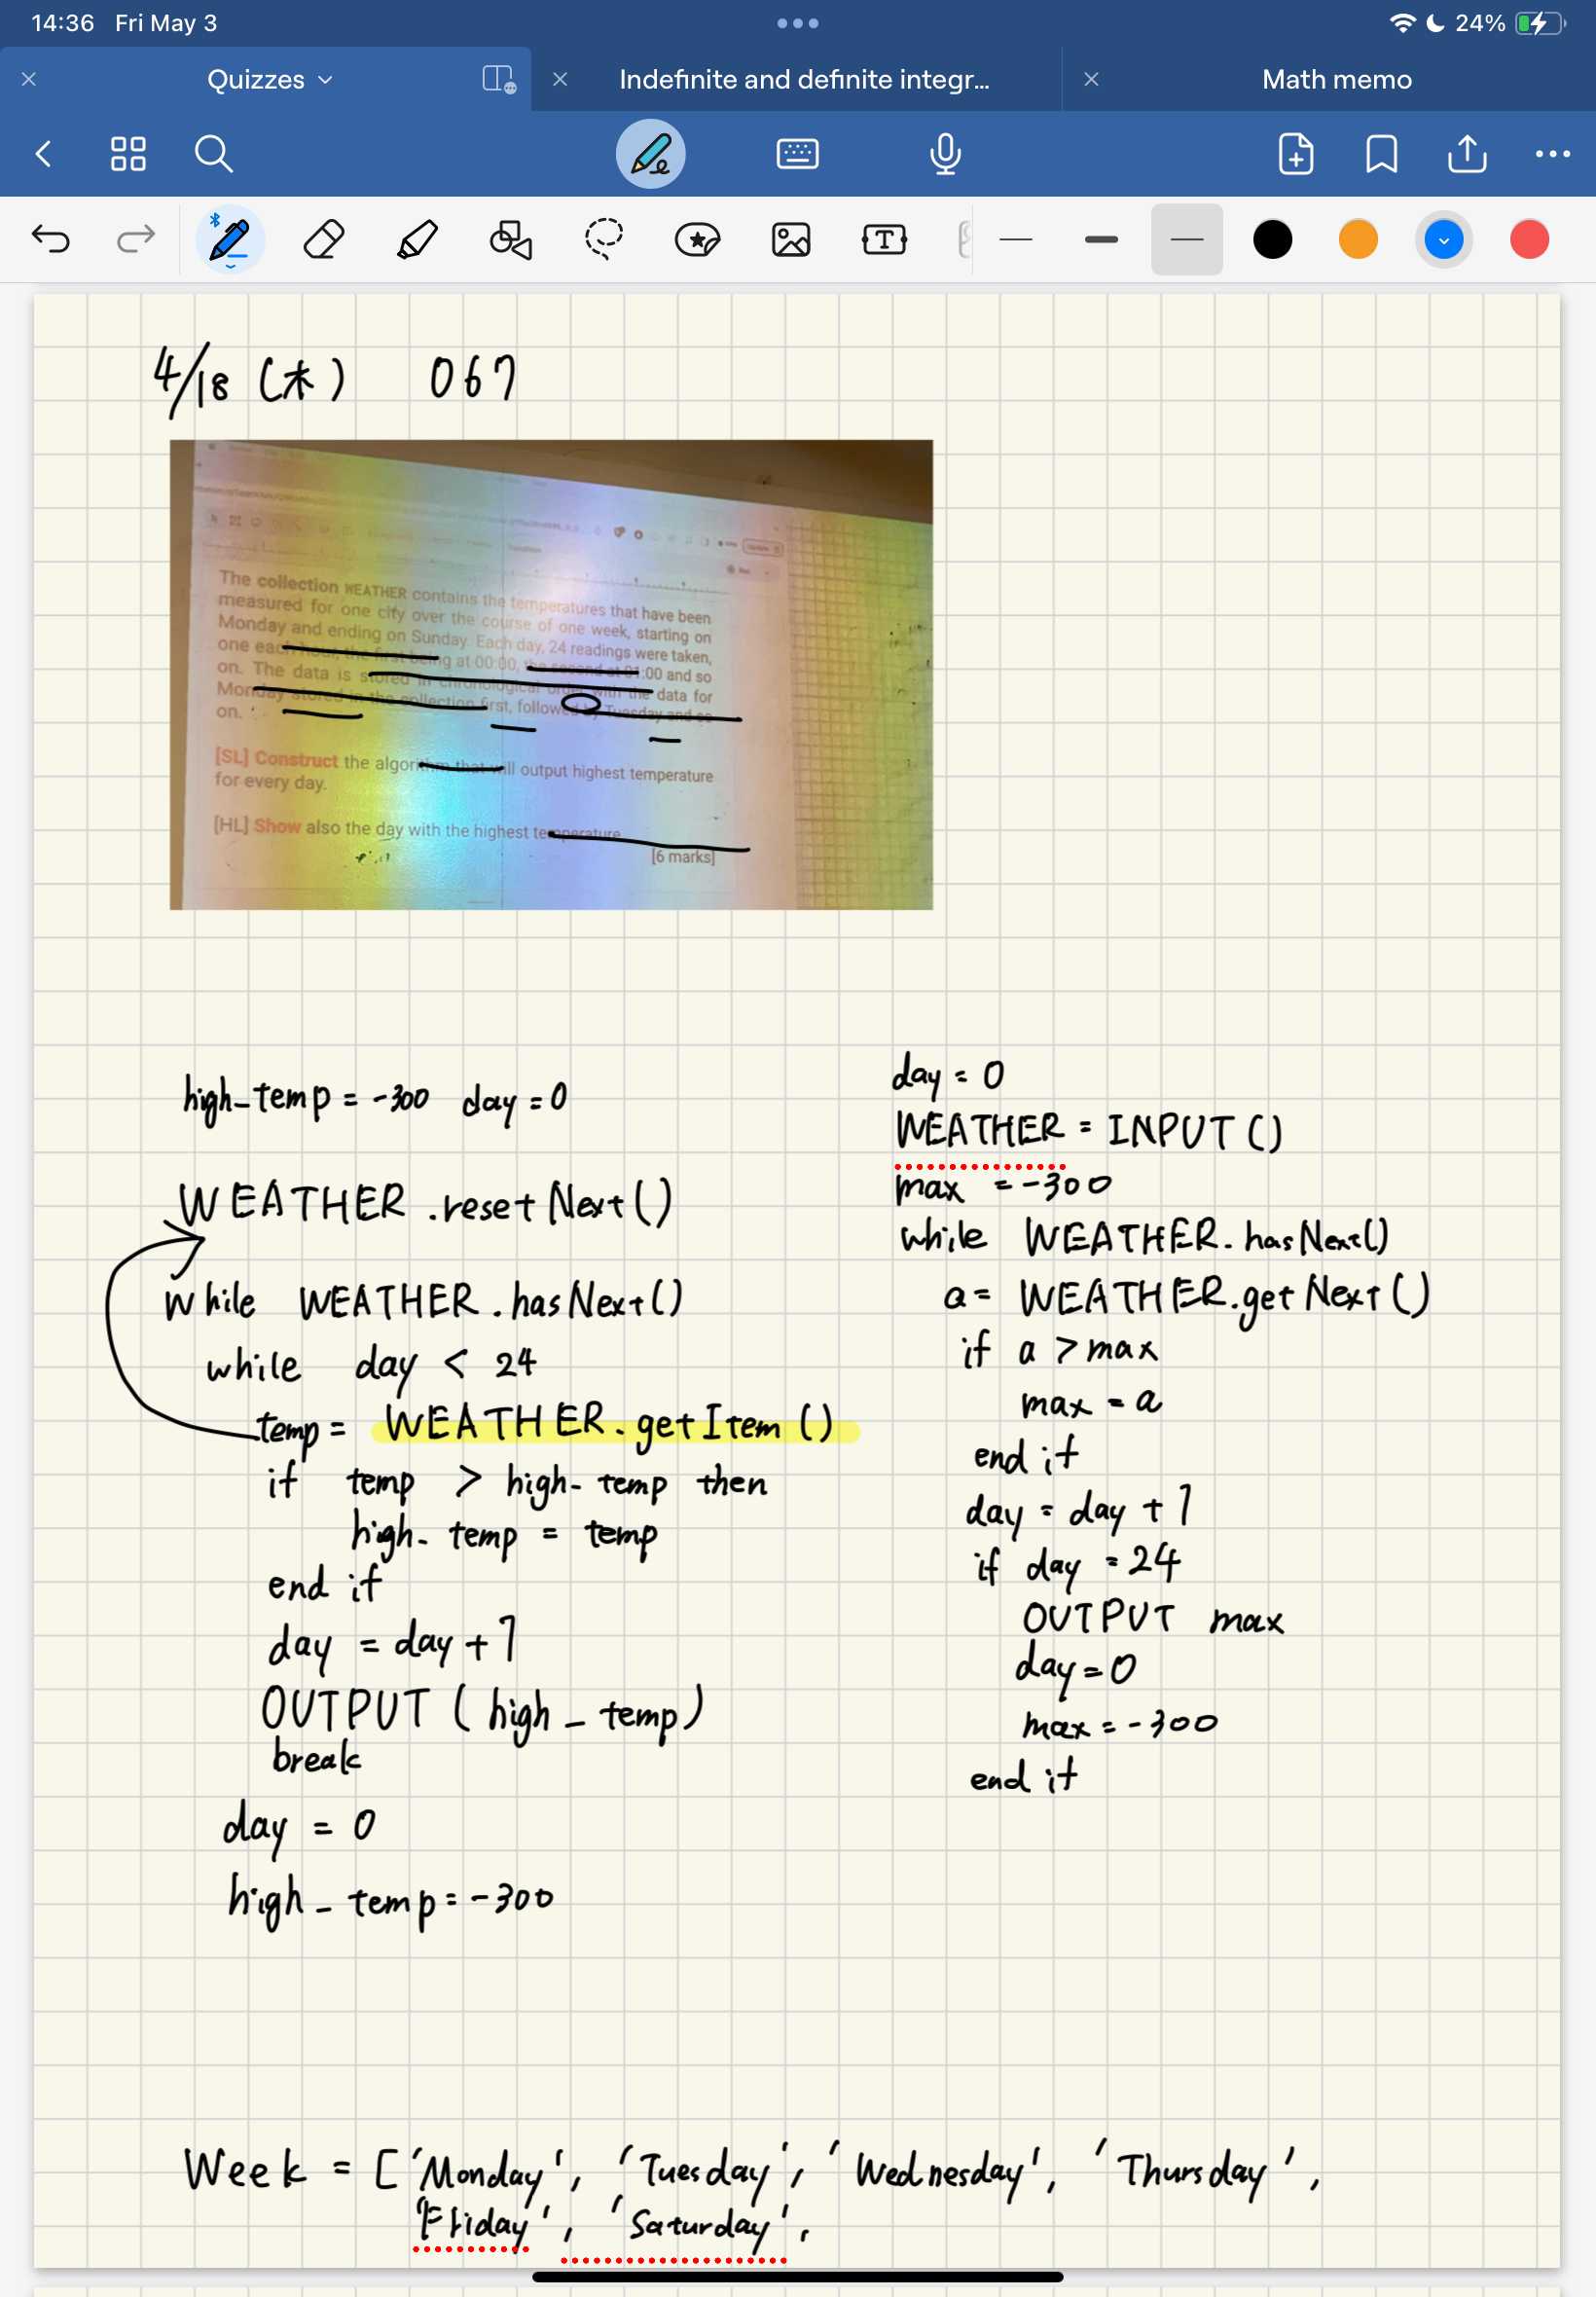 14:36 Fri May 3
24%
Quizzes
Indefinite and definite integr...
Math memo
4/18 (木) 067
The collection WEATHER contains the temperatures that have been
measured for one city over the course of one week, starting on
Monday and ending on Sunday. Each day, 24 readings were taken,
one each hour, the first being at 00:00, the second at 01:00 and so
on. The data is stored in chronological order with the data for
Monday stored in the collection first, followed by Tuesday and so
on.
[SL] Construct the algorithm that will output highest temperature
for every day.
[HL] Show also the day with the highest temperature
[6 marks]
high_temp = -300 day = 0
WEATHER .resetNext()
while WEATHER .hasNext()
while day < 24
temp = WEATHER.getItem()
if temp > high_temp then
high_temp = temp
end if
day = day + 1
OUTPUT (high_temp)
break
day = 0
high_temp = -300
day = 0
WEATHER = INPUT()
max = -300
while WEATHER.hasNext()
a = WEATHER.getNext()
if a > max
max = a
end if
day = day + 1
if day = 24
OUTPUT max
day = 0
max = -300
end if
Week = ['Monday', 'Tuesday', 'Wednesday', 'Thursday',
'Friday', 'Saturday',